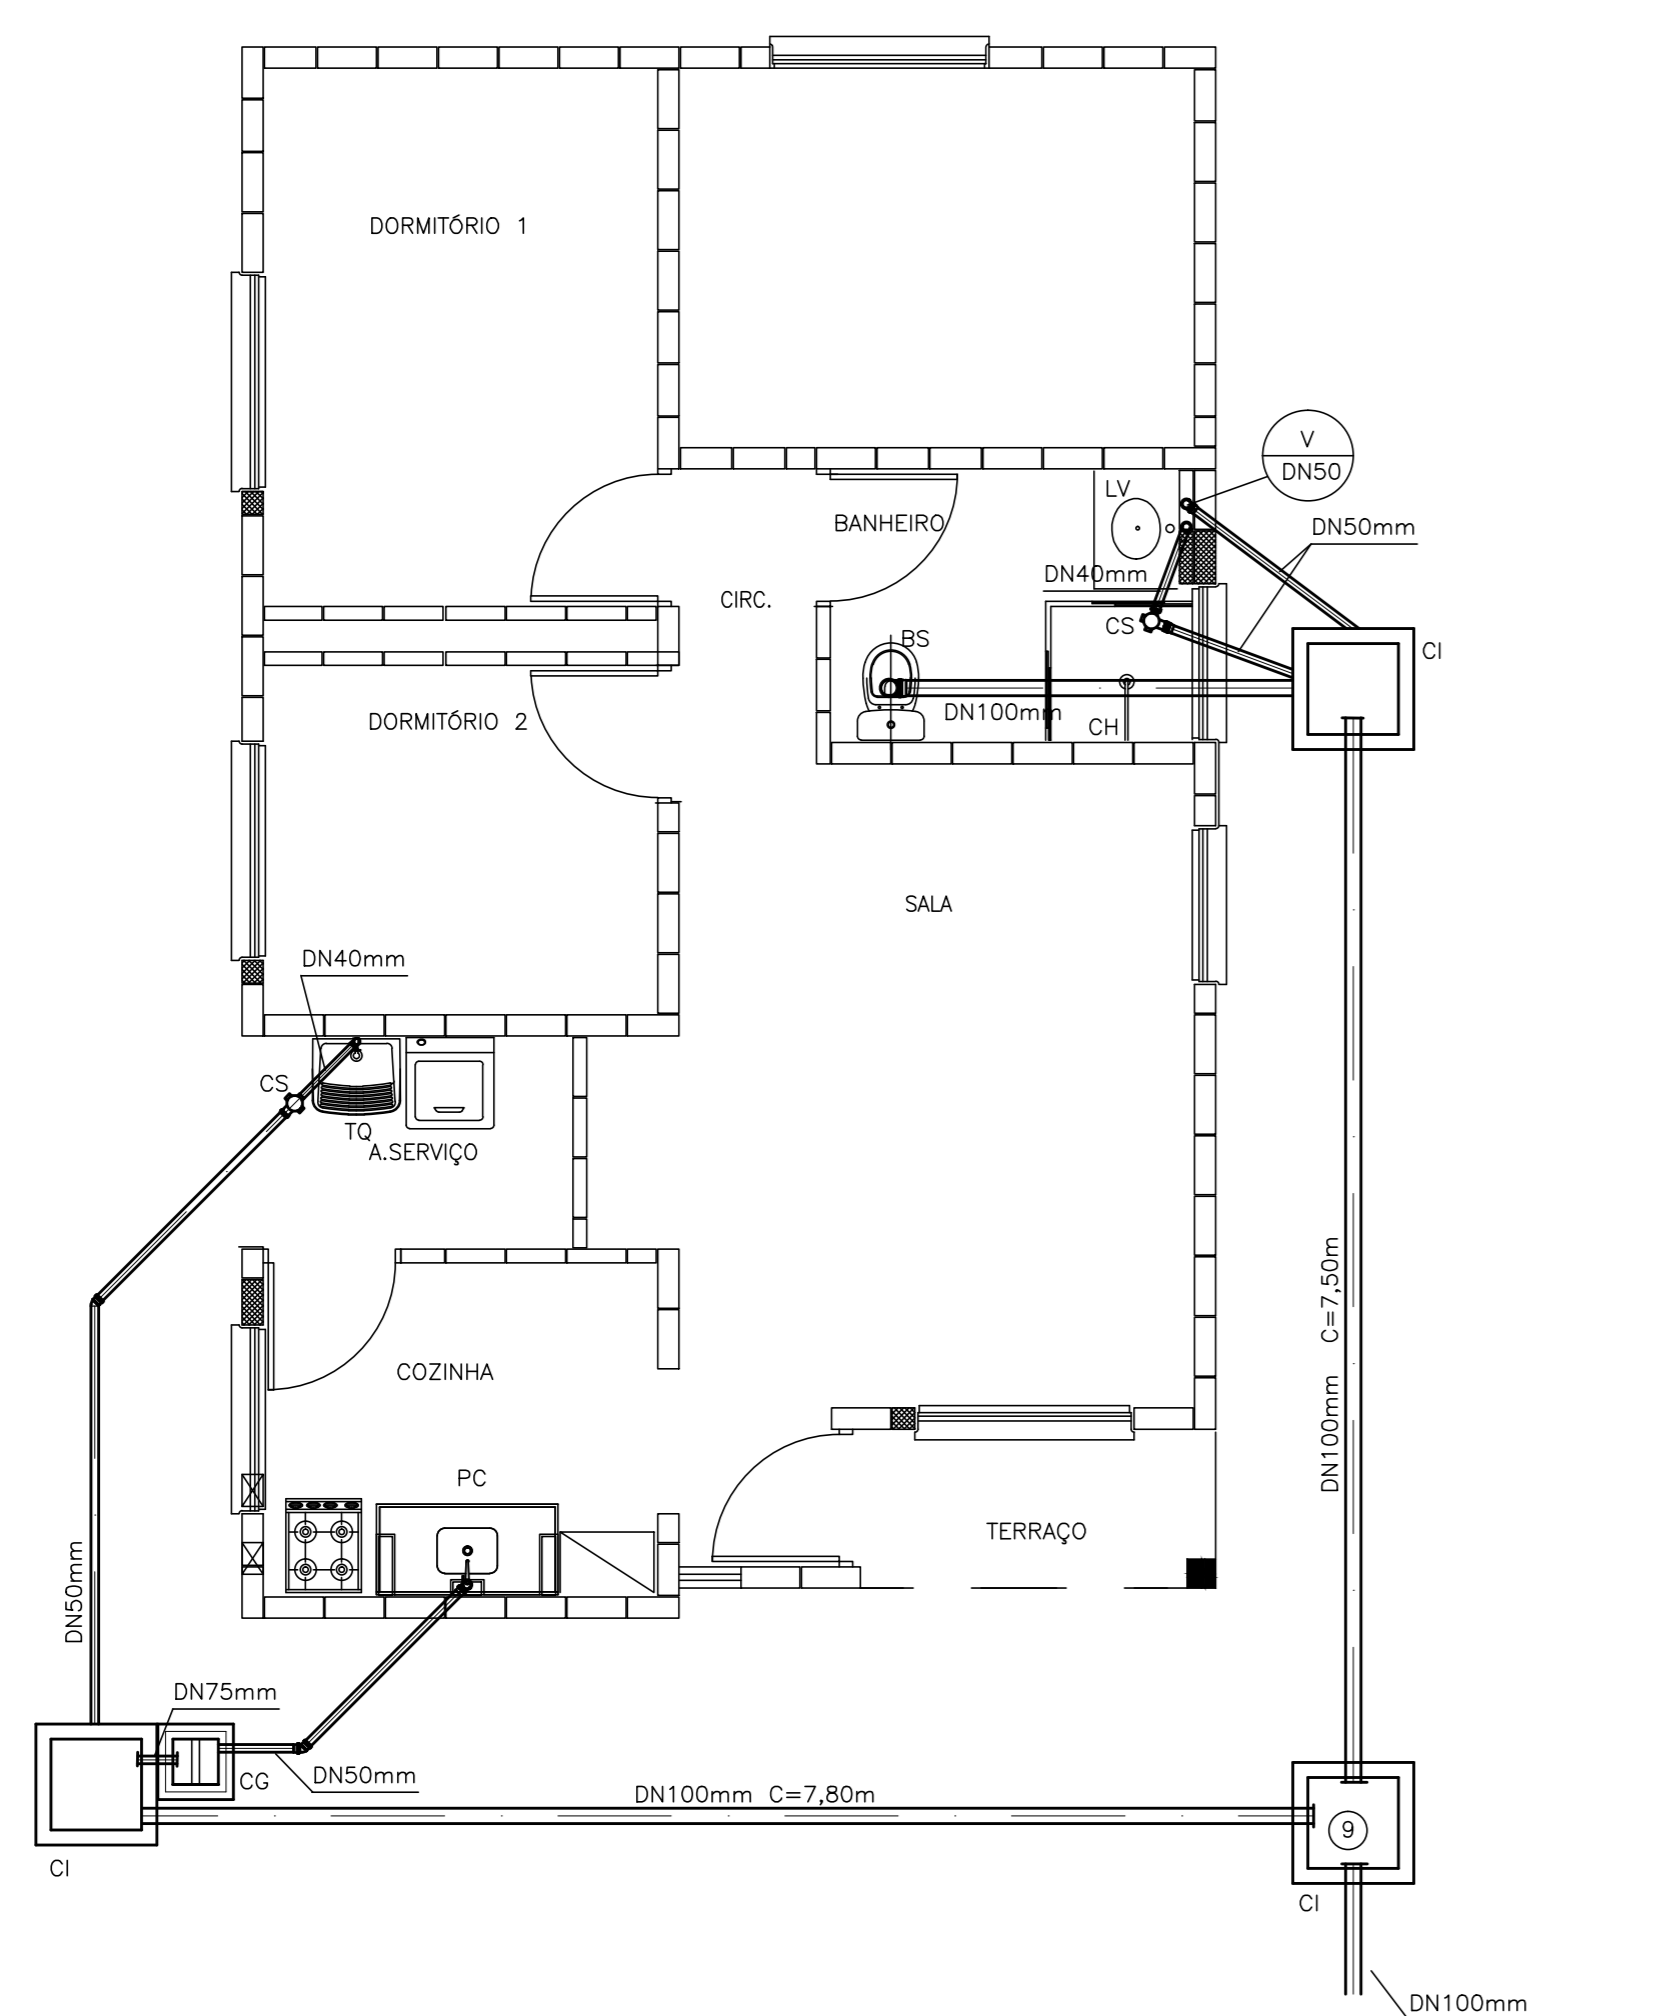 DORMITÓRIO 1
V
DN50
LV
BANHEIRO
DN50mm
DN40mm
CIRC.
CS
BS
CI
DN100mm
CH
DORMITÓRIO 2
SALA
DN40mm
CS
TQ
A.SERVIÇO
DN100mm C=7,50m
COZINHA
PC
TERRAÇO
DN50mm
DN75mm
CG
DN50mm
DN100mm C=7,80m
9
CI
CI
DN100mm